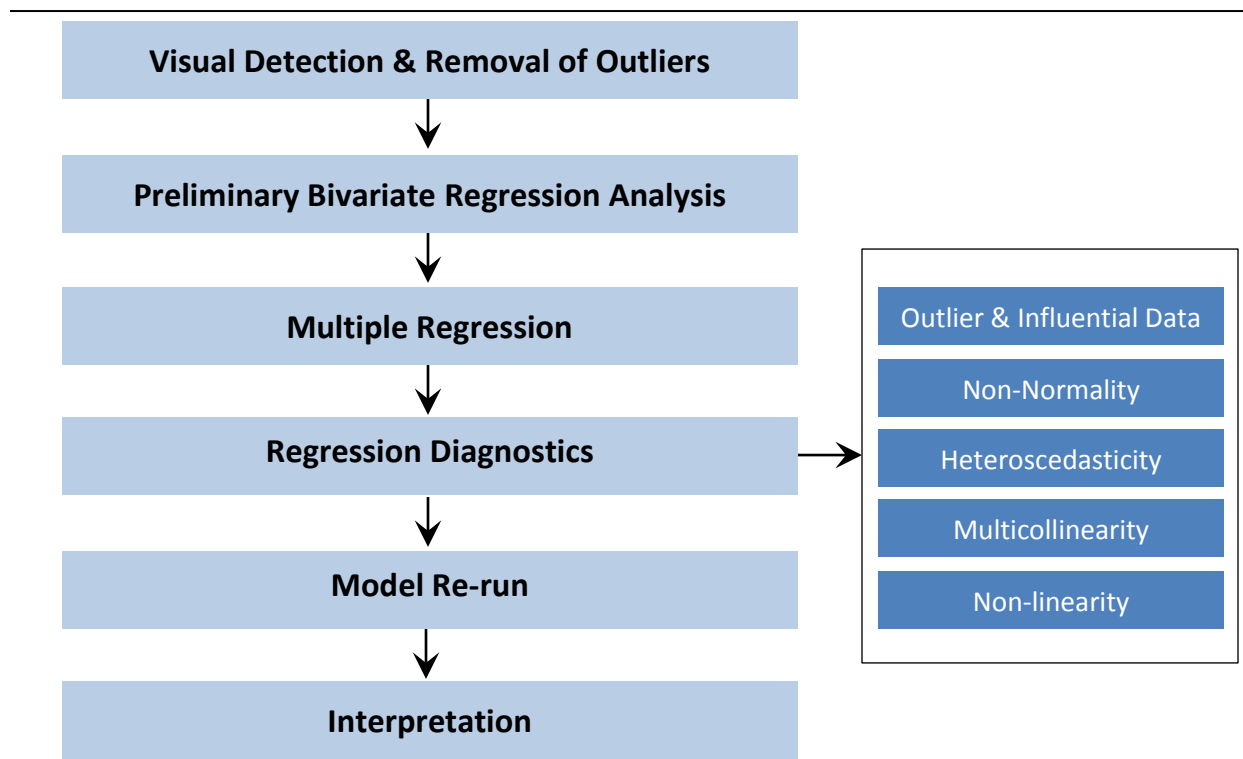 Visual Detection & Removal of Outliers
Preliminary Bivariate Regression Analysis
Multiple Regression
Regression Diagnostics
Model Re-run
Interpretation
Outlier & Influential Data
Non-Normality
Heteroscedasticity
Multicollinearity
Non-linearity